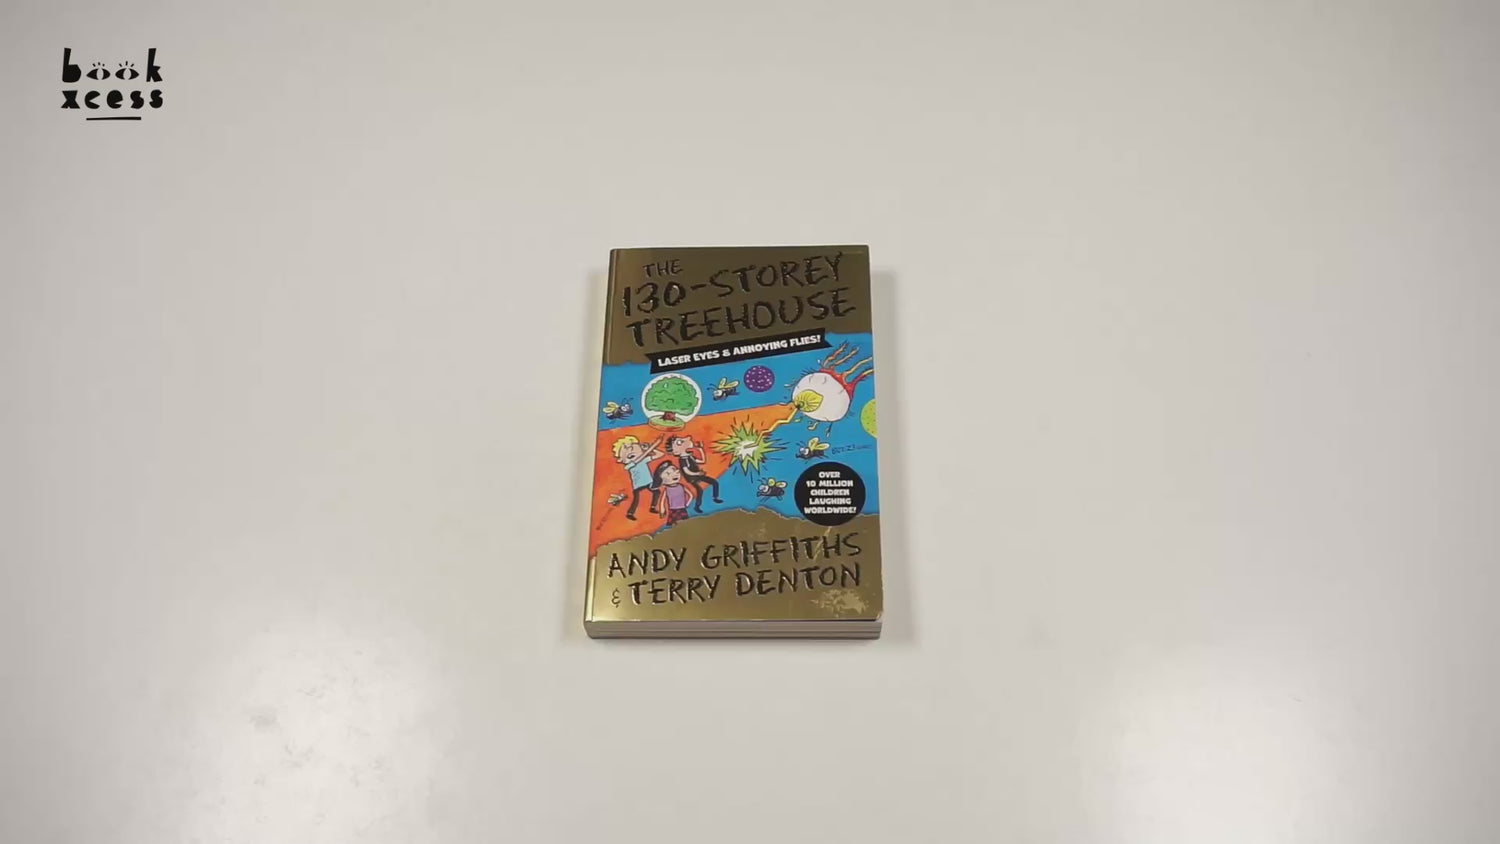 book
xcess
THE
130-STOREY
TREEHOUSE
LASER EYES & ANNOYING FLIES!
OVER
10 MILLION
CHILDREN
LAUGHING
WORLDWIDE!
ANDY GRIFFITHS
& TERRY DENTON